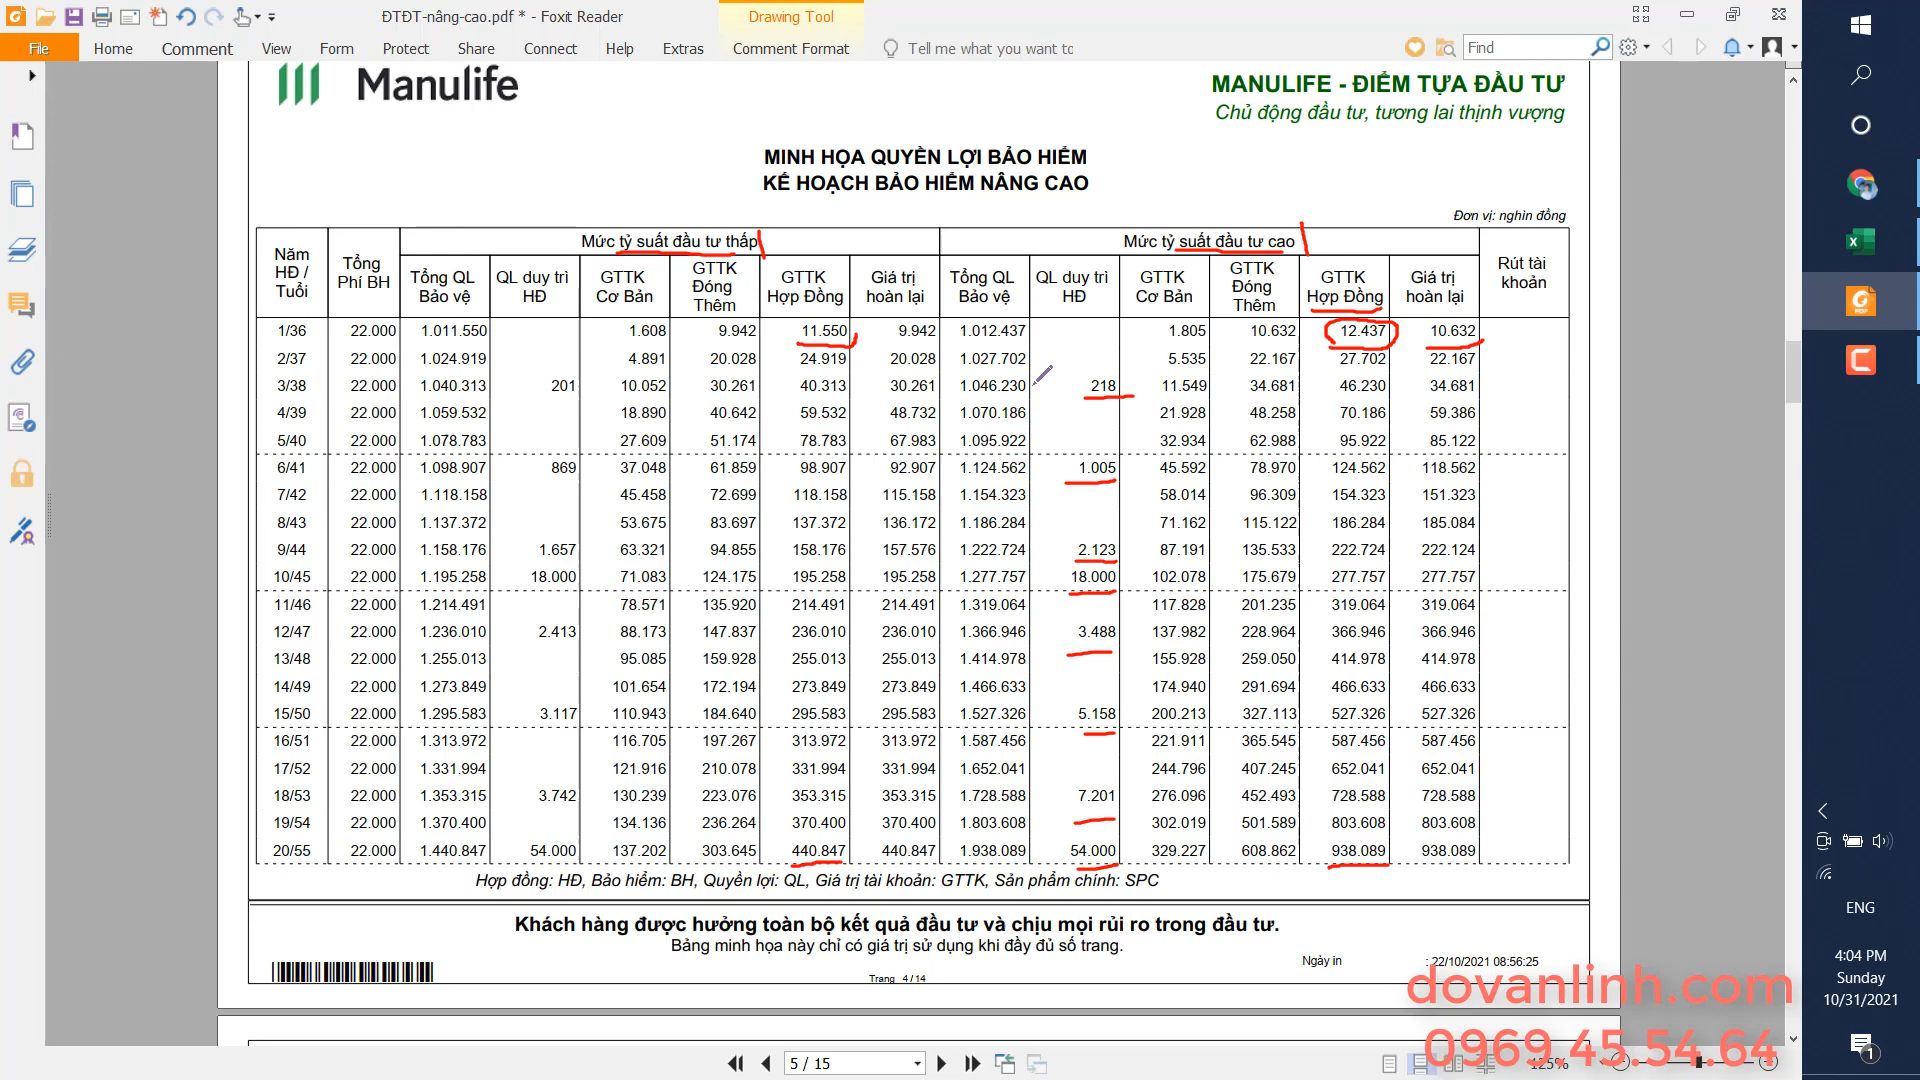 ĐTĐT-nâng-cao.pdf * - Foxit Reader
Drawing Tool
File Home Comment View Form Protect Share Connect Help Extras Comment Format Tell me what you want to Find
Manulife
MANULIFE - ĐIỂM TỰA ĐẦU TƯ
Chủ động đầu tư, tương lai thịnh vượng
MINH HỌA QUYỀN LỢI BẢO HIỂM
KẾ HOẠCH BẢO HIỂM NÂNG CAO
Đơn vị: nghìn đồng
Năm HĐ / Tuổi Tổng Phí BH Mức tỷ suất đầu tư thấp Mức tỷ suất đầu tư cao Rút tài khoản
Tổng QL Bảo vệ QL duy trì HĐ GTTK Cơ Bản GTTK Đóng Thêm GTTK Hợp Đồng Giá trị hoàn lại Tổng QL Bảo vệ QL duy trì HĐ GTTK Cơ Bản GTTK Đóng Thêm GTTK Hợp Đồng Giá trị hoàn lại
1/36 22.000 1.011.550 1.608 9.942 11.550 9.942 1.012.437 1.805 10.632 12.437 10.632
2/37 22.000 1.024.919 4.891 20.028 24.919 20.028 1.027.702 5.535 22.167 27.702 22.167
3/38 22.000 1.040.313 201 10.052 30.261 40.313 30.261 1.046.230 218 11.549 34.681 46.230 34.681
4/39 22.000 1.059.532 18.890 40.642 59.532 48.732 1.070.186 21.928 48.258 70.186 59.386
5/40 22.000 1.078.783 27.609 51.174 78.783 67.983 1.095.922 32.934 62.988 95.922 85.122
6/41 22.000 1.098.907 869 37.048 61.859 98.907 92.907 1.124.562 1.005 45.592 78.970 124.562 118.562
7/42 22.000 1.118.158 45.458 72.699 118.158 115.158 1.154.323 58.014 96.309 154.323 151.323
8/43 22.000 1.137.372 53.675 83.697 137.372 136.172 1.186.284 71.162 115.122 186.284 185.084
9/44 22.000 1.158.176 1.657 63.321 94.855 158.176 157.576 1.222.724 2.123 87.191 135.533 222.724 222.124
10/45 22.000 1.195.258 18.000 71.083 124.175 195.258 195.258 1.277.757 18.000 102.078 175.679 277.757 277.757
11/46 22.000 1.214.491 78.571 135.920 214.491 214.491 1.319.064 117.828 201.235 319.064 319.064
12/47 22.000 1.236.010 2.413 88.173 147.837 236.010 236.010 1.366.946 3.488 137.982 228.964 366.946 366.946
13/48 22.000 1.255.013 95.085 159.928 255.013 255.013 1.414.978 155.928 259.050 414.978 414.978
14/49 22.000 1.273.849 101.654 172.194 273.849 273.849 1.466.633 174.940 291.694 466.633 466.633
15/50 22.000 1.295.583 3.117 110.943 184.640 295.583 295.583 1.527.326 5.158 200.213 327.113 527.326 527.326
16/51 22.000 1.313.972 116.705 197.267 313.972 313.972 1.587.456 221.911 365.545 587.456 587.456
17/52 22.000 1.331.994 121.916 210.078 331.994 331.994 1.652.041 244.796 407.245 652.041 652.041
18/53 22.000 1.353.315 3.742 130.239 223.076 353.315 353.315 1.728.588 7.201 276.096 452.493 728.588 728.588
19/54 22.000 1.370.400 134.136 236.264 370.400 370.400 1.803.608 302.019 501.589 803.608 803.608
20/55 22.000 1.440.847 54.000 137.202 303.645 440.847 440.847 1.938.089 54.000 329.227 608.862 938.089 938.089
Hợp đồng: HĐ, Bảo hiểm: BH, Quyền lợi: QL, Giá trị tài khoản: GTTK, Sản phẩm chính: SPC
Khách hàng được hưởng toàn bộ kết quả đầu tư và chịu mọi rủi ro trong đầu tư.
Bảng minh họa này chỉ có giá trị sử dụng khi đầy đủ số trang.
Ngày in : 22/10/2021 08:56:25
Trang 4/14
dovanlinh.com
0969.45.54.64
5 / 15
125%
ENG
4:04 PM
Sunday
10/31/2021
1